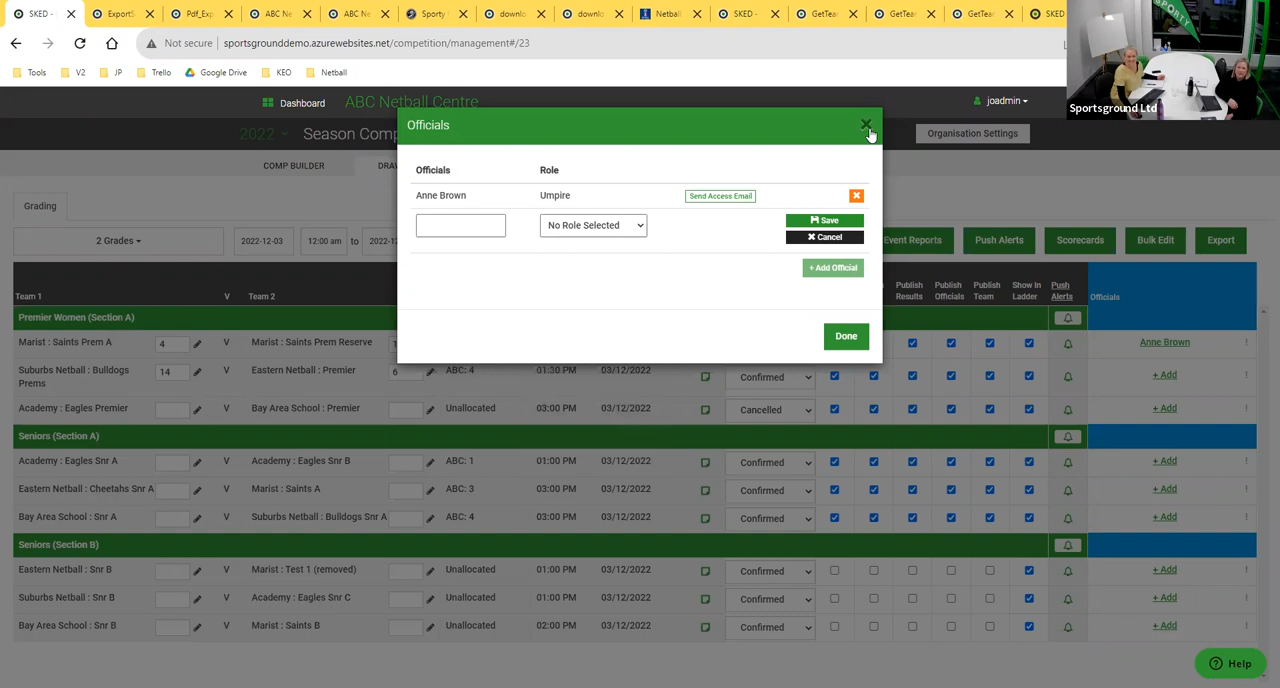 SKED - ExportS Pdf_Exp ABC Ne ABC Ne Sporty downlo downlo Netball SKED - GetTear GetTear GetTear SKED
Not secure sportsgrounddemo.azurewebsites.net/competition/management#/23
Tools V2 JP Trello Google Drive KEO Netball
SPORTY
Sportsground Ltd
Dashboard ABC Netball Centre joadmin
2022 Season Comp Organisation Settings
COMP BUILDER DRA
Grading
2 Grades 2022-12-03 12:00 am to 2022-12 Event Reports Push Alerts Scorecards Bulk Edit Export
Officials
Officials Role
Anne Brown Umpire Send Access Email
No Role Selected Save
Cancel
+ Add Official
Done
Team 1 V Team 2 Publish Results Publish Officials Publish Team Show In Ladder Push Alerts Officials
Premier Women (Section A)
Marist : Saints Prem A 4 V Marist : Saints Prem Reserve 1 Anne Brown
Suburbs Netball : Bulldogs Prems 14 V Eastern Netball : Premier 6 ABC: 4 01:30 PM 03/12/2022 Confirmed + Add
Academy : Eagles Premier V Bay Area School : Premier Unallocated 03:00 PM 03/12/2022 Cancelled + Add
Seniors (Section A)
Academy : Eagles Snr A V Academy : Eagles Snr B ABC: 1 01:00 PM 03/12/2022 Confirmed + Add
Eastern Netball : Cheetahs Snr A V Marist : Saints A ABC: 3 03:00 PM 03/12/2022 Confirmed + Add
Bay Area School : Snr A V Suburbs Netball : Bulldogs Snr A ABC: 4 03:00 PM 03/12/2022 Confirmed + Add
Seniors (Section B)
Eastern Netball : Snr B V Marist : Test 1 (removed) Unallocated 01:00 PM 03/12/2022 Confirmed + Add
Suburbs Netball : Snr B V Academy : Eagles Snr C Unallocated 01:00 PM 03/12/2022 Confirmed + Add
Bay Area School : Snr B V Marist : Saints B Unallocated 02:00 PM 03/12/2022 Confirmed + Add
Help